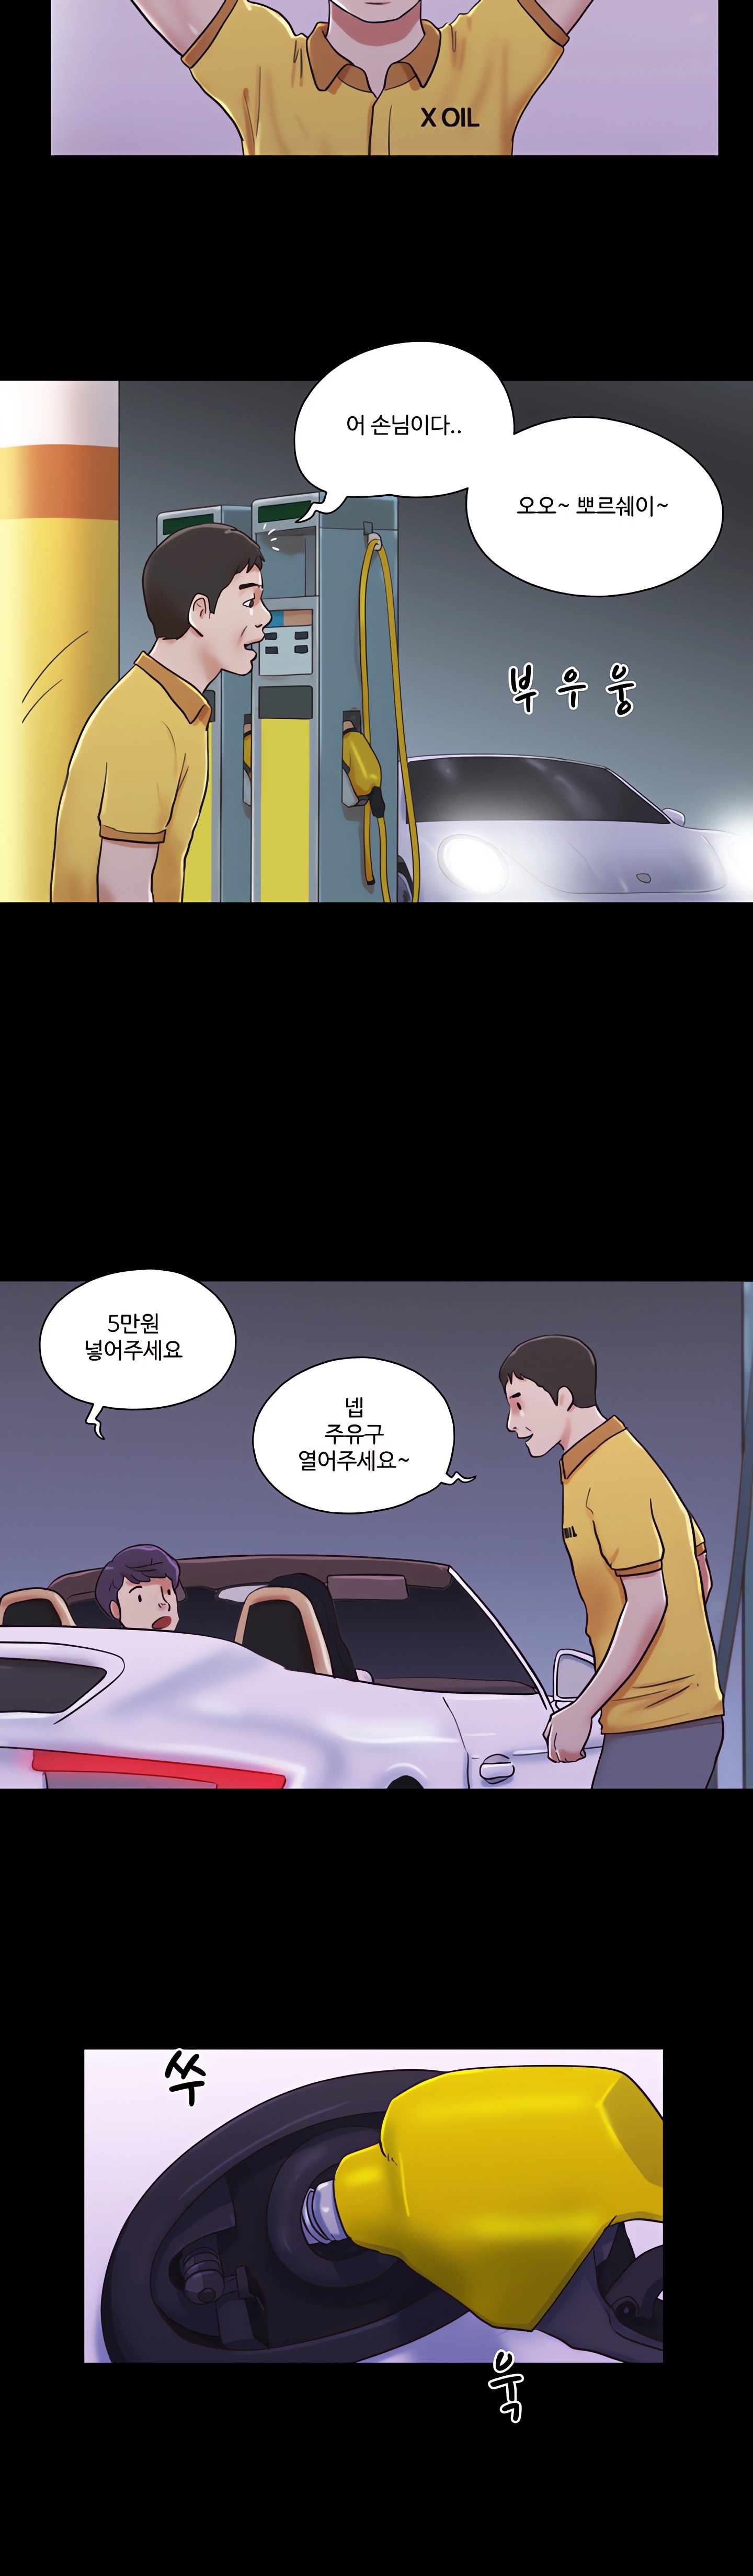 X OIL
어 손님이다..
오오~ 뽀르쉐이~
부 우 웅
5만원
넣어주세요
넵
주유구
열어주세요~
OIL
쑤
욱